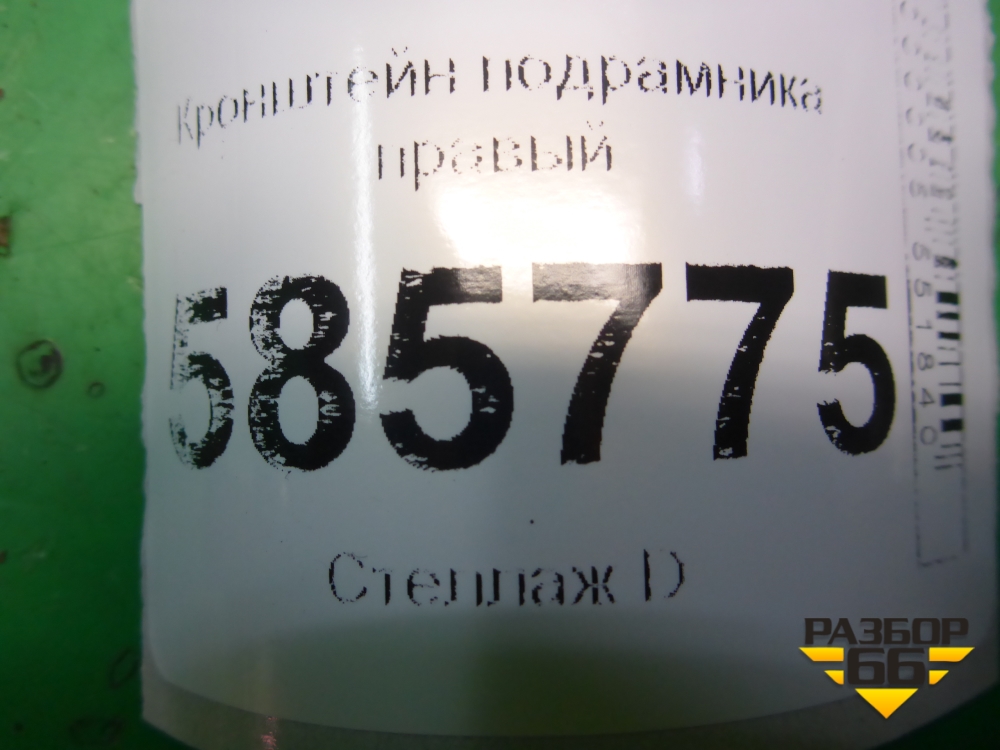 Кронштейн подрамника
правый
585775
Стеллаж D
РАЗБОР
66